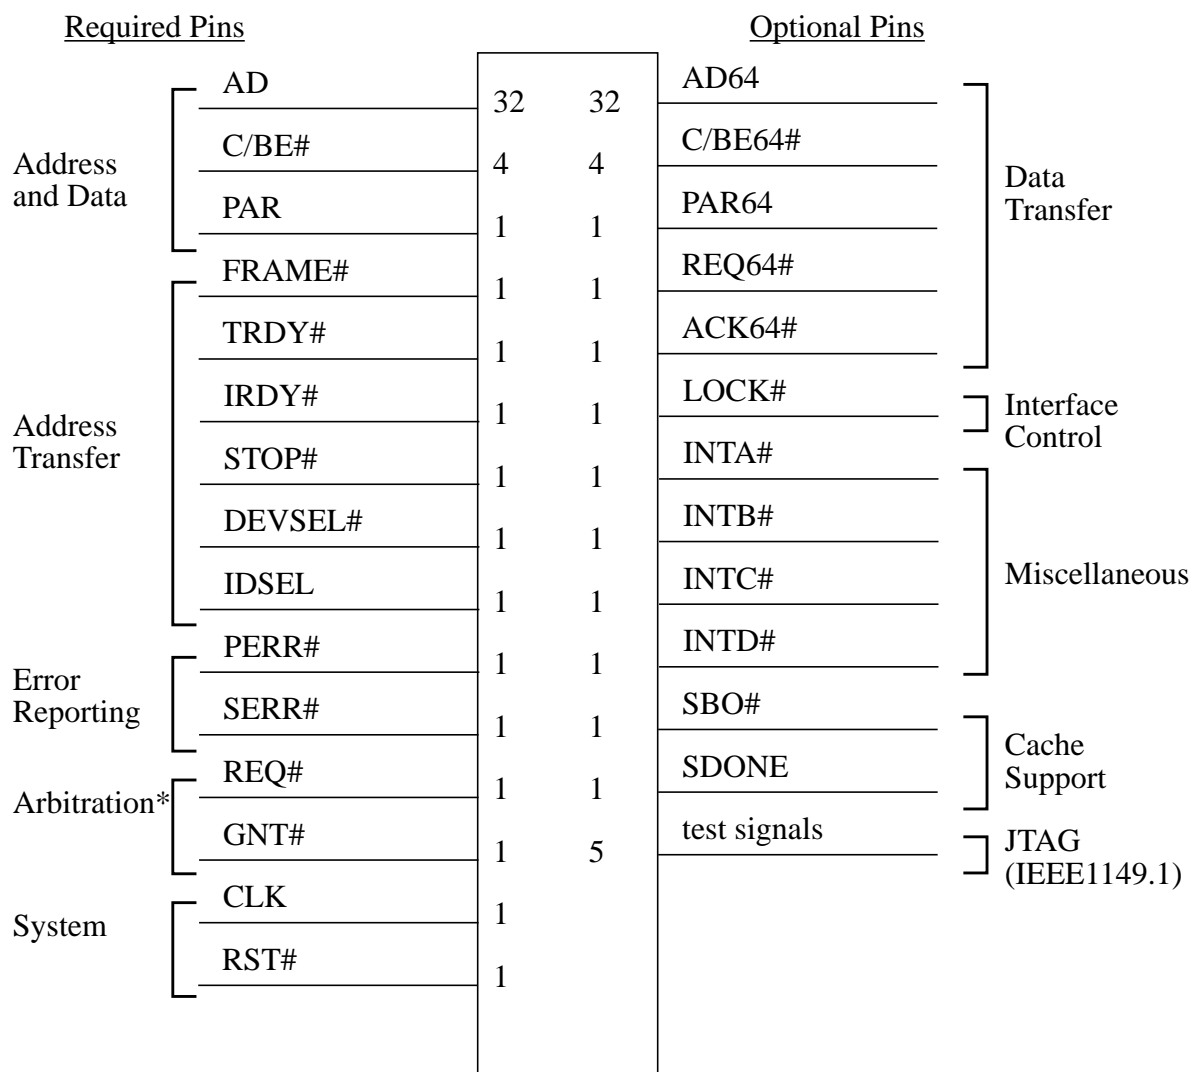 Required Pins
Optional Pins
Address
and Data
AD
32
C/BE#
4
PAR
1
Address
Transfer
FRAME#
1
TRDY#
1
IRDY#
1
STOP#
1
DEVSEL#
1
IDSEL
1
Error
Reporting
PERR#
1
SERR#
1
Arbitration*
REQ#
1
GNT#
1
System
CLK
1
RST#
1
32
AD64
4
C/BE64#
1
PAR64
1
REQ64#
1
ACK64#
Data
Transfer
1
LOCK#
Interface
Control
1
INTA#
1
INTB#
1
INTC#
1
INTD#
Miscellaneous
1
SBO#
1
SDONE
Cache
Support
5
test signals
JTAG
(IEEE1149.1)